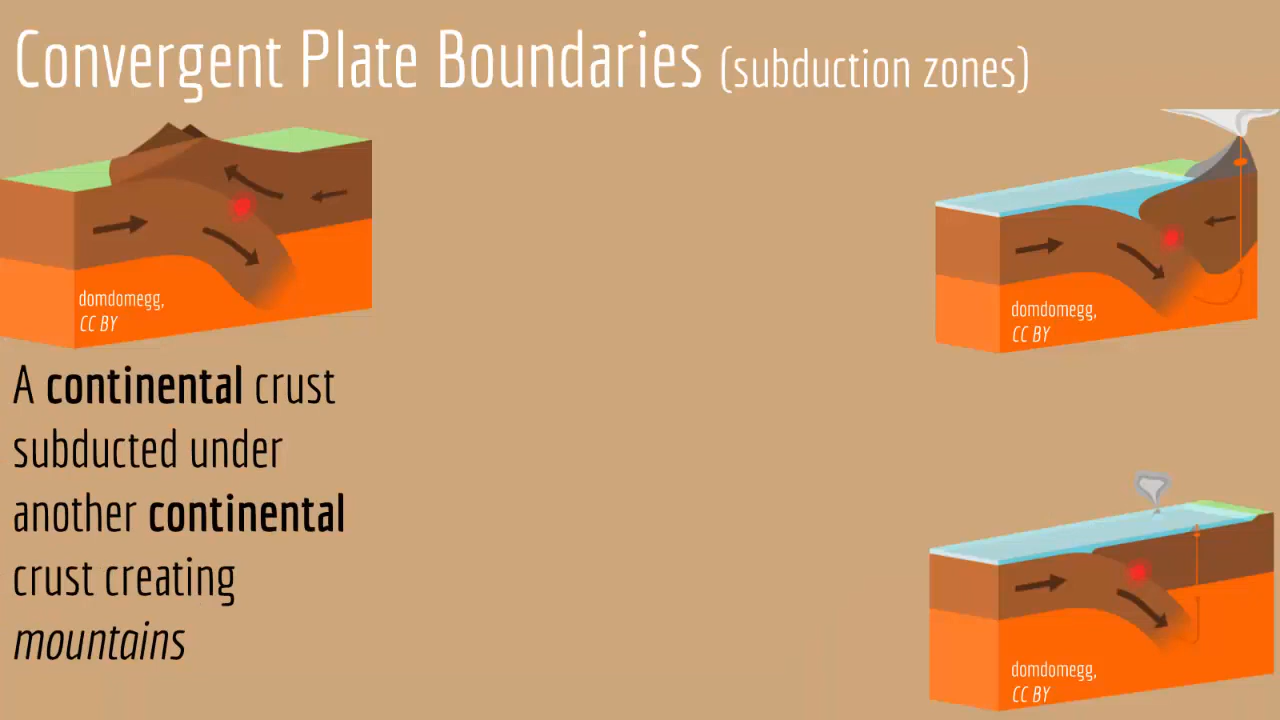 Convergent Plate Boundaries (subduction zones)
domdomegg,
CC BY
A continental crust
subducted under
another continental
crust creating
mountains
domdomegg,
CC BY
domdomegg,
CC BY